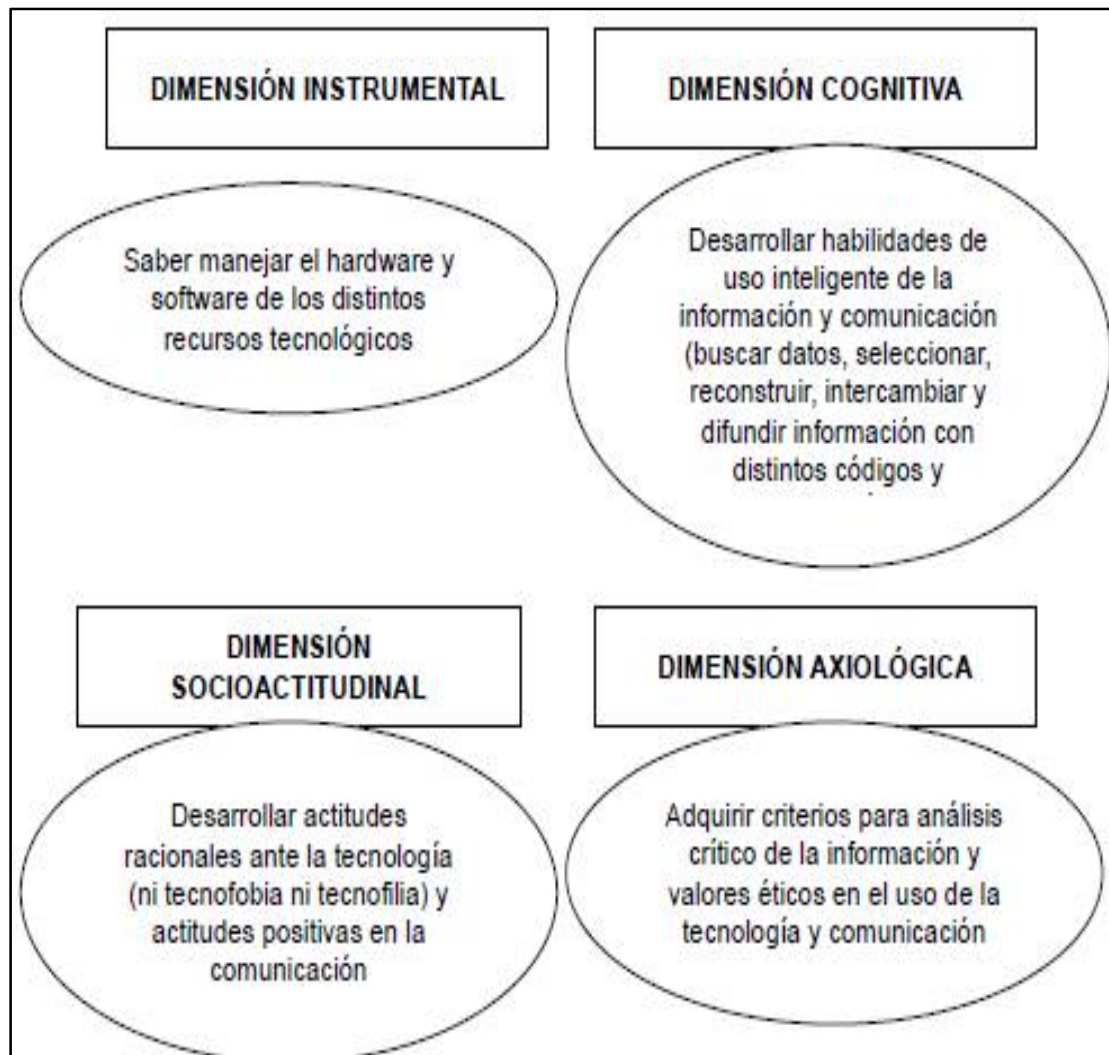 DIMENSIÓN INSTRUMENTAL
Saber manejar el hardware y
software de los distintos
recursos tecnológicos
DIMENSIÓN COGNITIVA
Desarrollar habilidades de
uso inteligente de la
información y comunicación
(buscar datos, seleccionar,
reconstruir, intercambiar y
difundir información con
distintos códigos y
DIMENSIÓN
SOCIOACTITUDINAL
Desarrollar actitudes
racionales ante la tecnología
(ni tecnofobia ni tecnofilia) y
actitudes positivas en la
comunicación
DIMENSIÓN AXIOLÓGICA
Adquirir criterios para análisis
crítico de la información y
valores éticos en el uso de la
tecnología y comunicación